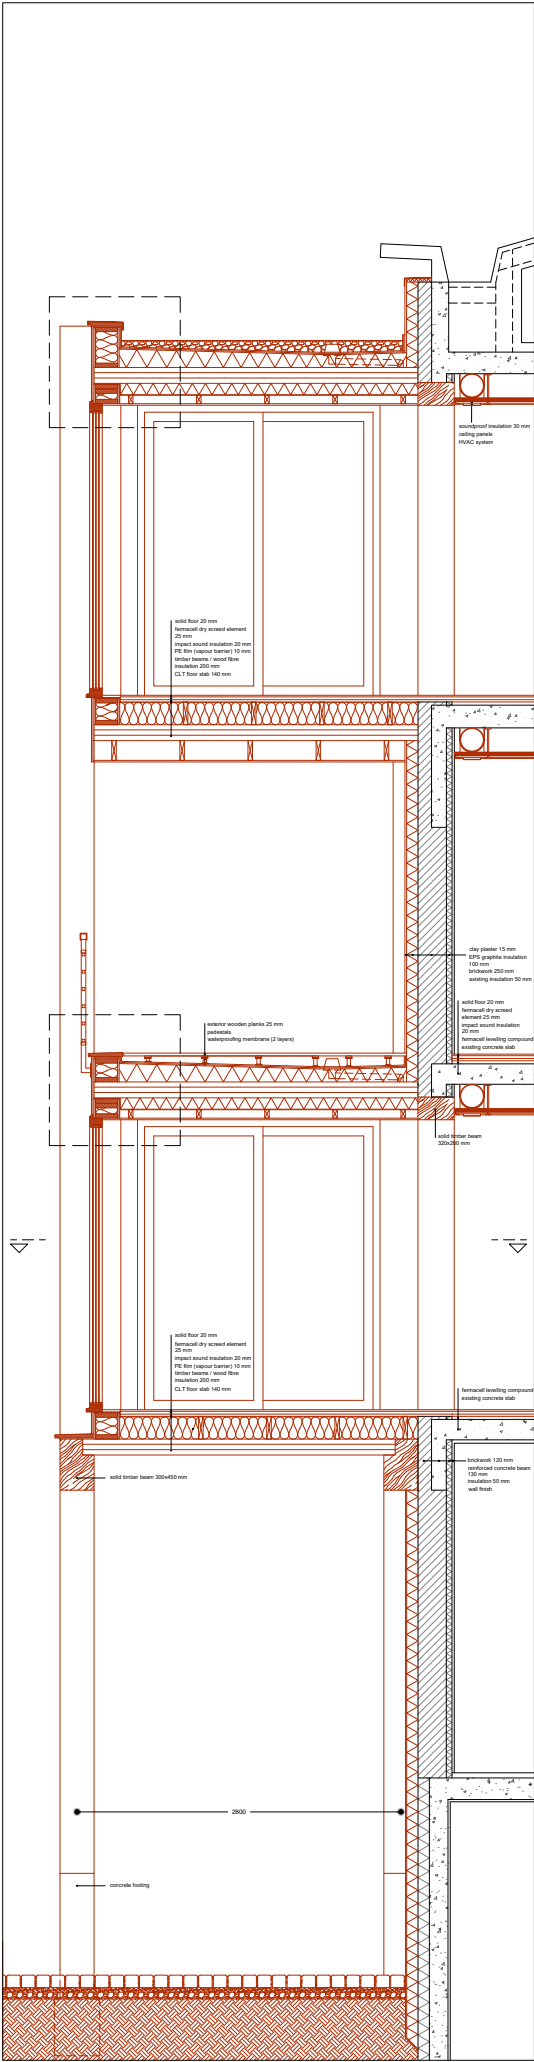 soundproof insulation 30 mm
ceiling panels
HVAC system
solid floor 20 mm
fermacell dry screed element
25 mm
impact sound insulation 20 mm
PE film (vapour barrier) 10 mm
timber beams / wood fibre
insulation 200 mm
CLT floor slab 140 mm
clay plaster 15 mm
EPS graphite insulation
100 mm
brickwork 250 mm
existing insulation 50 mm
solid floor 20 mm
fermacell dry screed
element 25 mm
impact sound insulation
20 mm
fermacell levelling compound
existing concrete slab
exterior wooden planks 25 mm
pedestals
waterproofing membrane (2 layers)
solid timber beam
320x200 mm
solid floor 20 mm
fermacell dry screed element
25 mm
impact sound insulation 20 mm
PE film (vapour barrier) 10 mm
timber beams / wood fibre
insulation 200 mm
CLT floor slab 140 mm
fermacell levelling compound
existing concrete slab
brickwork 120 mm
reinforced concrete beam
130 mm
insulation 50 mm
wall finish
solid timber beam 300x450 mm
2800
concrete footing